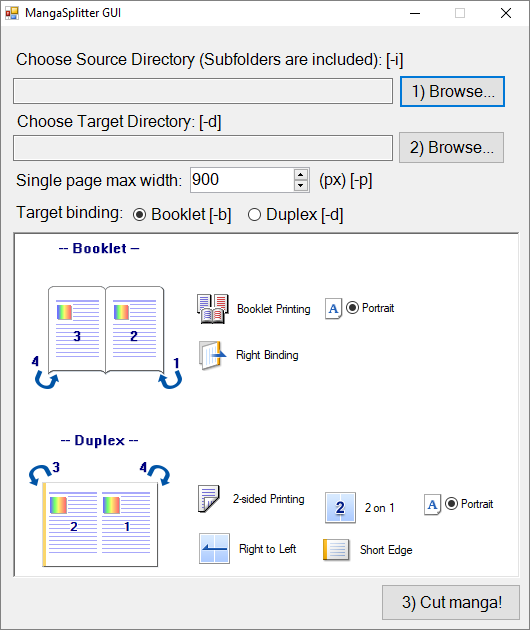 MangaSplitter GUI
Choose Source Directory (Subfolders are included): [-i]
1) Browse...
Choose Target Directory: [-d]
2) Browse...
Single page max width: 900 (px) [-p]
Target binding: Booklet [-b] Duplex [-d]
-- Booklet --
3 2
4 1
Booklet Printing A Portrait
Right Binding
-- Duplex --
3 4
2 1
2-sided Printing 2 2 on 1 A Portrait
Right to Left Short Edge
3) Cut manga!